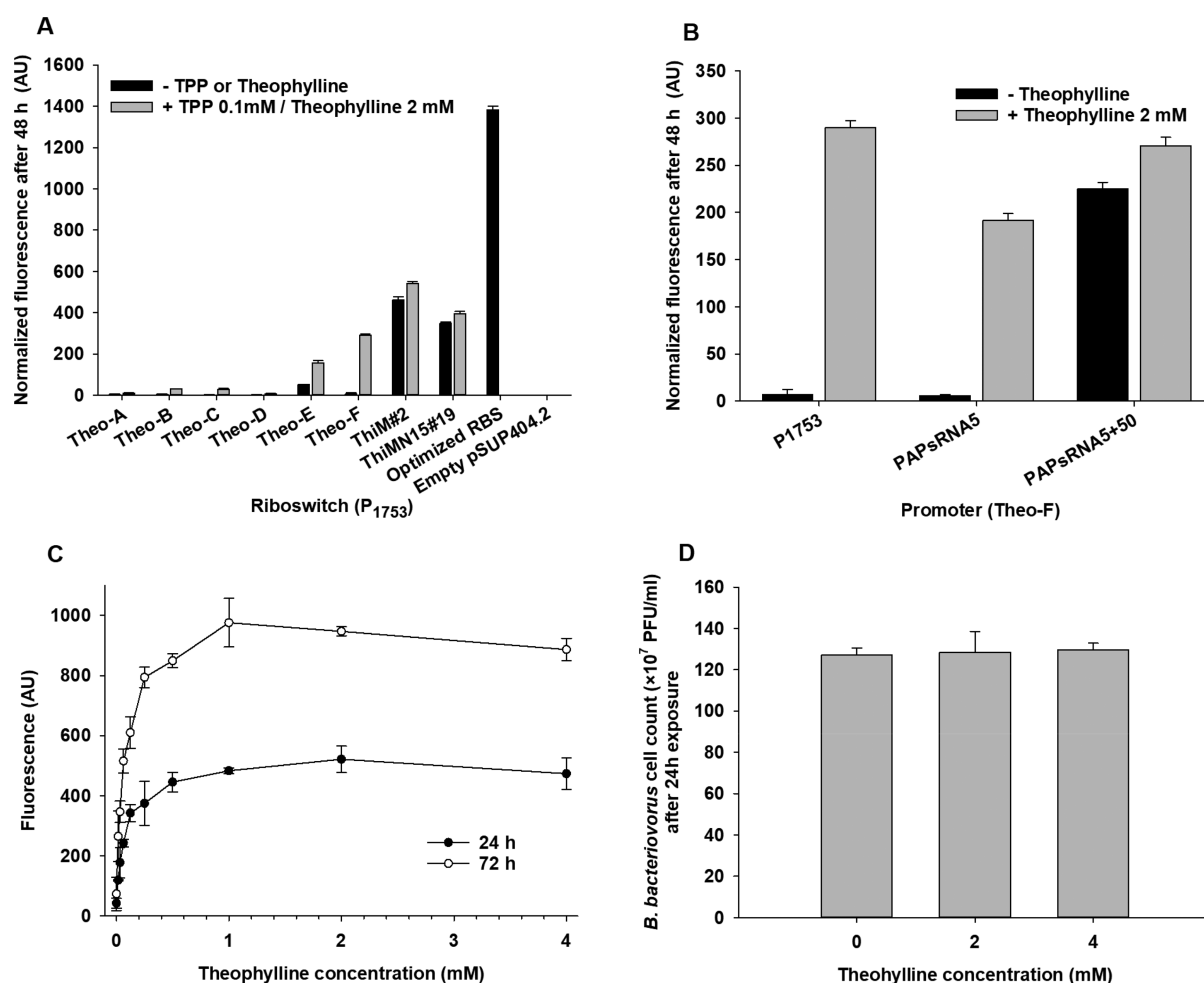 A
Normalized fluorescence after 48 h (AU)
1600
1400
1200
1000
800
600
400
200
0
- TPP or Theophylline
+ TPP 0.1mM / Theophylline 2 mM
Theo-A
Theo-B
Theo-C
Theo-D
Theo-E
Theo-F
ThiM#2
ThiMN15#19
Optimized RBS
Empty pSUP404.2
Riboswitch (P1753)
B
Normalized fluorescence after 48 h (AU)
350
300
250
200
150
100
50
0
- Theophylline
+ Theophylline 2 mM
P1753
PAPsRNA5
PAPsRNA5+50
Promoter (Theo-F)
C
Fluorescence (AU)
1000
800
600
400
200
0
24 h
72 h
0 1 2 3 4
Theophylline concentration (mM)
D
B. bacteriovorus cell count (×10⁷ PFU/ml)
after 24h exposure
160
140
120
100
80
60
40
20
0
0 2 4
Theohylline concentration (mM)